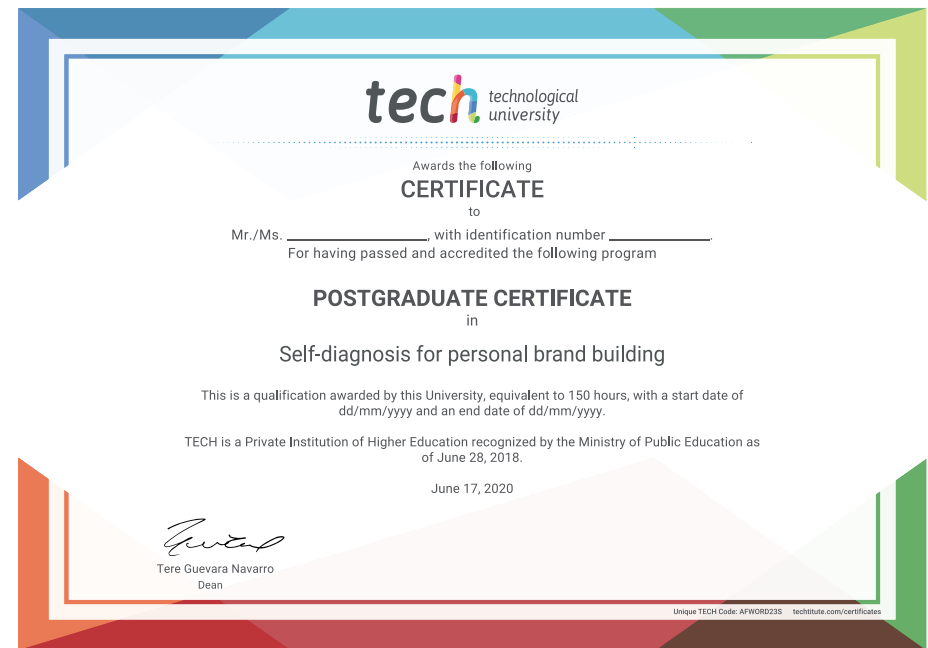 tech technological
university
Awards the following
CERTIFICATE
to
Mr./Ms. ________________, with identification number ____________.
For having passed and accredited the following program
POSTGRADUATE CERTIFICATE
in
Self-diagnosis for personal brand building
This is a qualification awarded by this University, equivalent to 150 hours, with a start date of
dd/mm/yyyy and an end date of dd/mm/yyyy.
TECH is a Private Institution of Higher Education recognized by the Ministry of Public Education as
of June 28, 2018.
June 17, 2020
Tere Guevara Navarro
Dean
Unique TECH Code: AFWORD23S techtitute.com/certificates